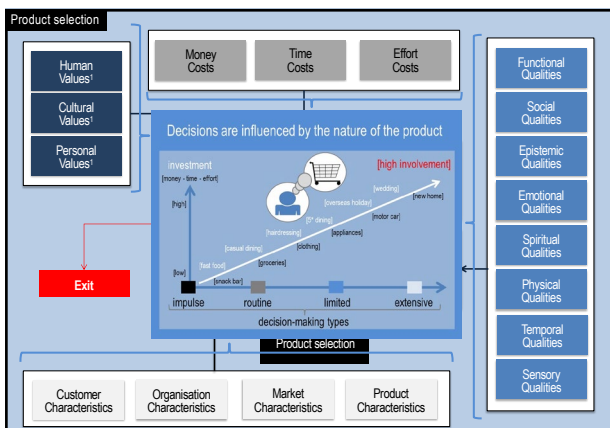 Product selection
Human
Values¹
Cultural
Values¹
Personal
Values¹
Money
Costs
Time
Costs
Effort
Costs
Functional
Qualities
Social
Qualities
Epistemic
Qualities
Emotional
Qualities
Spiritual
Qualities
Physical
Qualities
Temporal
Qualities
Sensory
Qualities
Decisions are influenced by the nature of the product
investment
[high involvement]
[money - time - effort]
[high]
[wedding]
[new home]
[overseas holiday]
[motor car]
[5* dining]
[appliances]
[hairdressing]
[clothing]
[casual dining]
[groceries]
[fast food]
[low]
[snack bar]
impulse
routine
limited
extensive
decision-making types
Exit
Product selection
Customer
Characteristics
Organisation
Characteristics
Market
Characteristics
Product
Characteristics